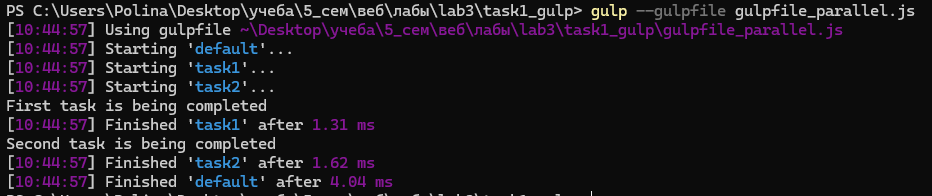 PS C:\Users\Polina\Desktop\учеба\5_сем\веб\лабы\lab3\task1_gulp> gulp --gulpfile gulpfile_parallel.js
[10:44:57] Using gulpfile ~\Desktop\учеба\5_сем\веб\лабы\lab3\task1_gulp\gulpfile_parallel.js
[10:44:57] Starting 'default'...
[10:44:57] Starting 'task1'...
[10:44:57] Starting 'task2'...
First task is being completed
[10:44:57] Finished 'task1' after 1.31 ms
Second task is being completed
[10:44:57] Finished 'task2' after 1.62 ms
[10:44:57] Finished 'default' after 4.04 ms